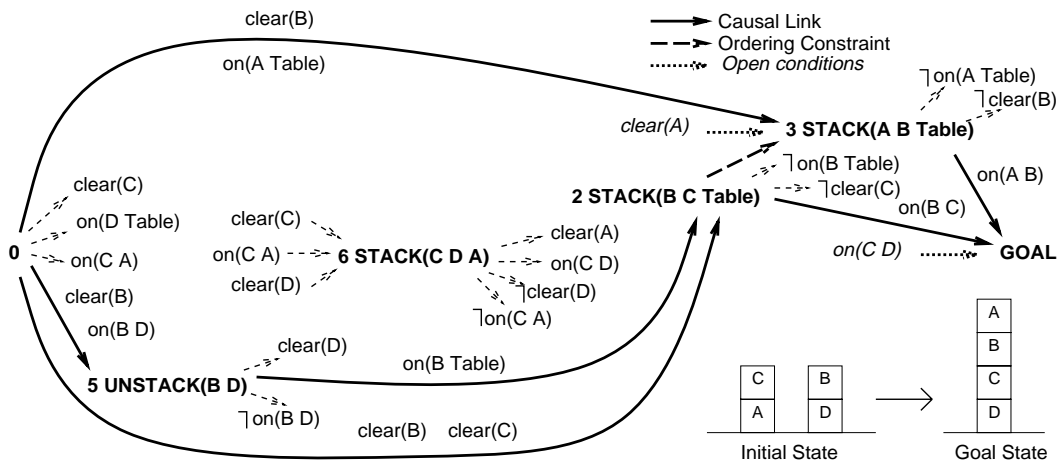 clear(B)
on(A Table)
Causal Link
Ordering Constraint
Open conditions
⅂on(A Table)
⅂clear(B)
clear(A)
3 STACK(A B Table)
⅂on(B Table)
⅂clear(C)
2 STACK(B C Table)
on(A B)
on(B C)
on(C D)
GOAL
clear(C)
on(D Table)
0
on(C A)
clear(B)
on(B D)
clear(C)
on(C A)
clear(D)
6 STACK(C D A)
clear(A)
on(C D)
⅂clear(D)
⅂on(C A)
clear(D)
5 UNSTACK(B D)
⅂on(B D)
on(B Table)
clear(B) clear(C)
C
A
B
D
Initial State
A
B
C
D
Goal State